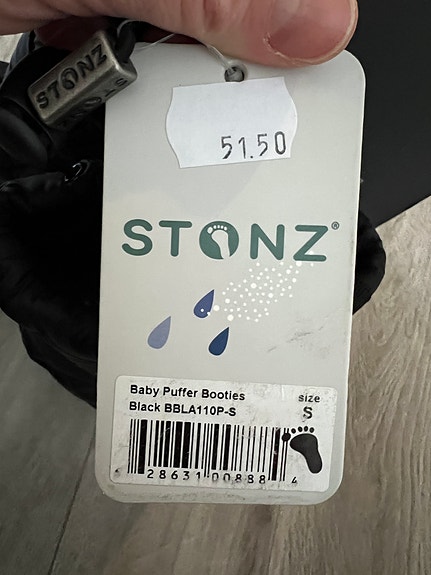 STONZ
51.50
STONZ®
Baby Puffer Booties
Black BBLA110P-S
size
S
28631 00888 4